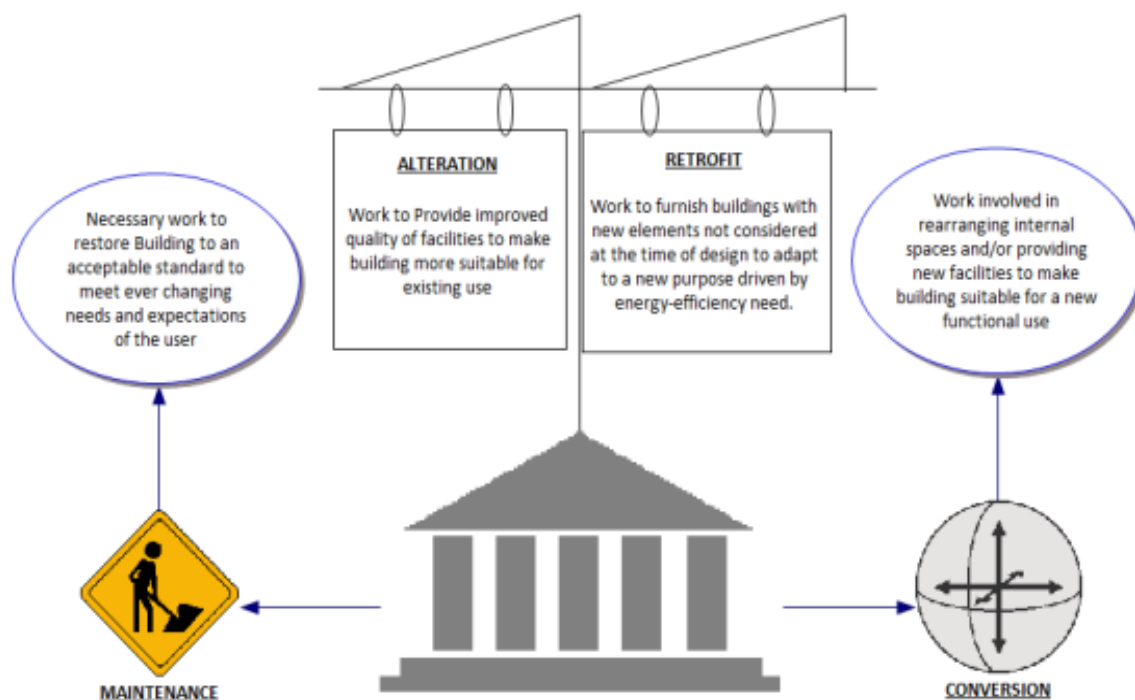 ALTERATION
Work to Provide improved
quality of facilities to make
building more suitable for
existing use
RETROFIT
Work to furnish buildings with
new elements not considered
at the time of design to adapt
to a new purpose driven by
energy-efficiency need.
Necessary work to
restore Building to an
acceptable standard to
meet ever changing
needs and expectations
of the user
Work involved in
rearranging internal
spaces and/or providing
new facilities to make
building suitable for a new
functional use
MAINTENANCE
CONVERSION